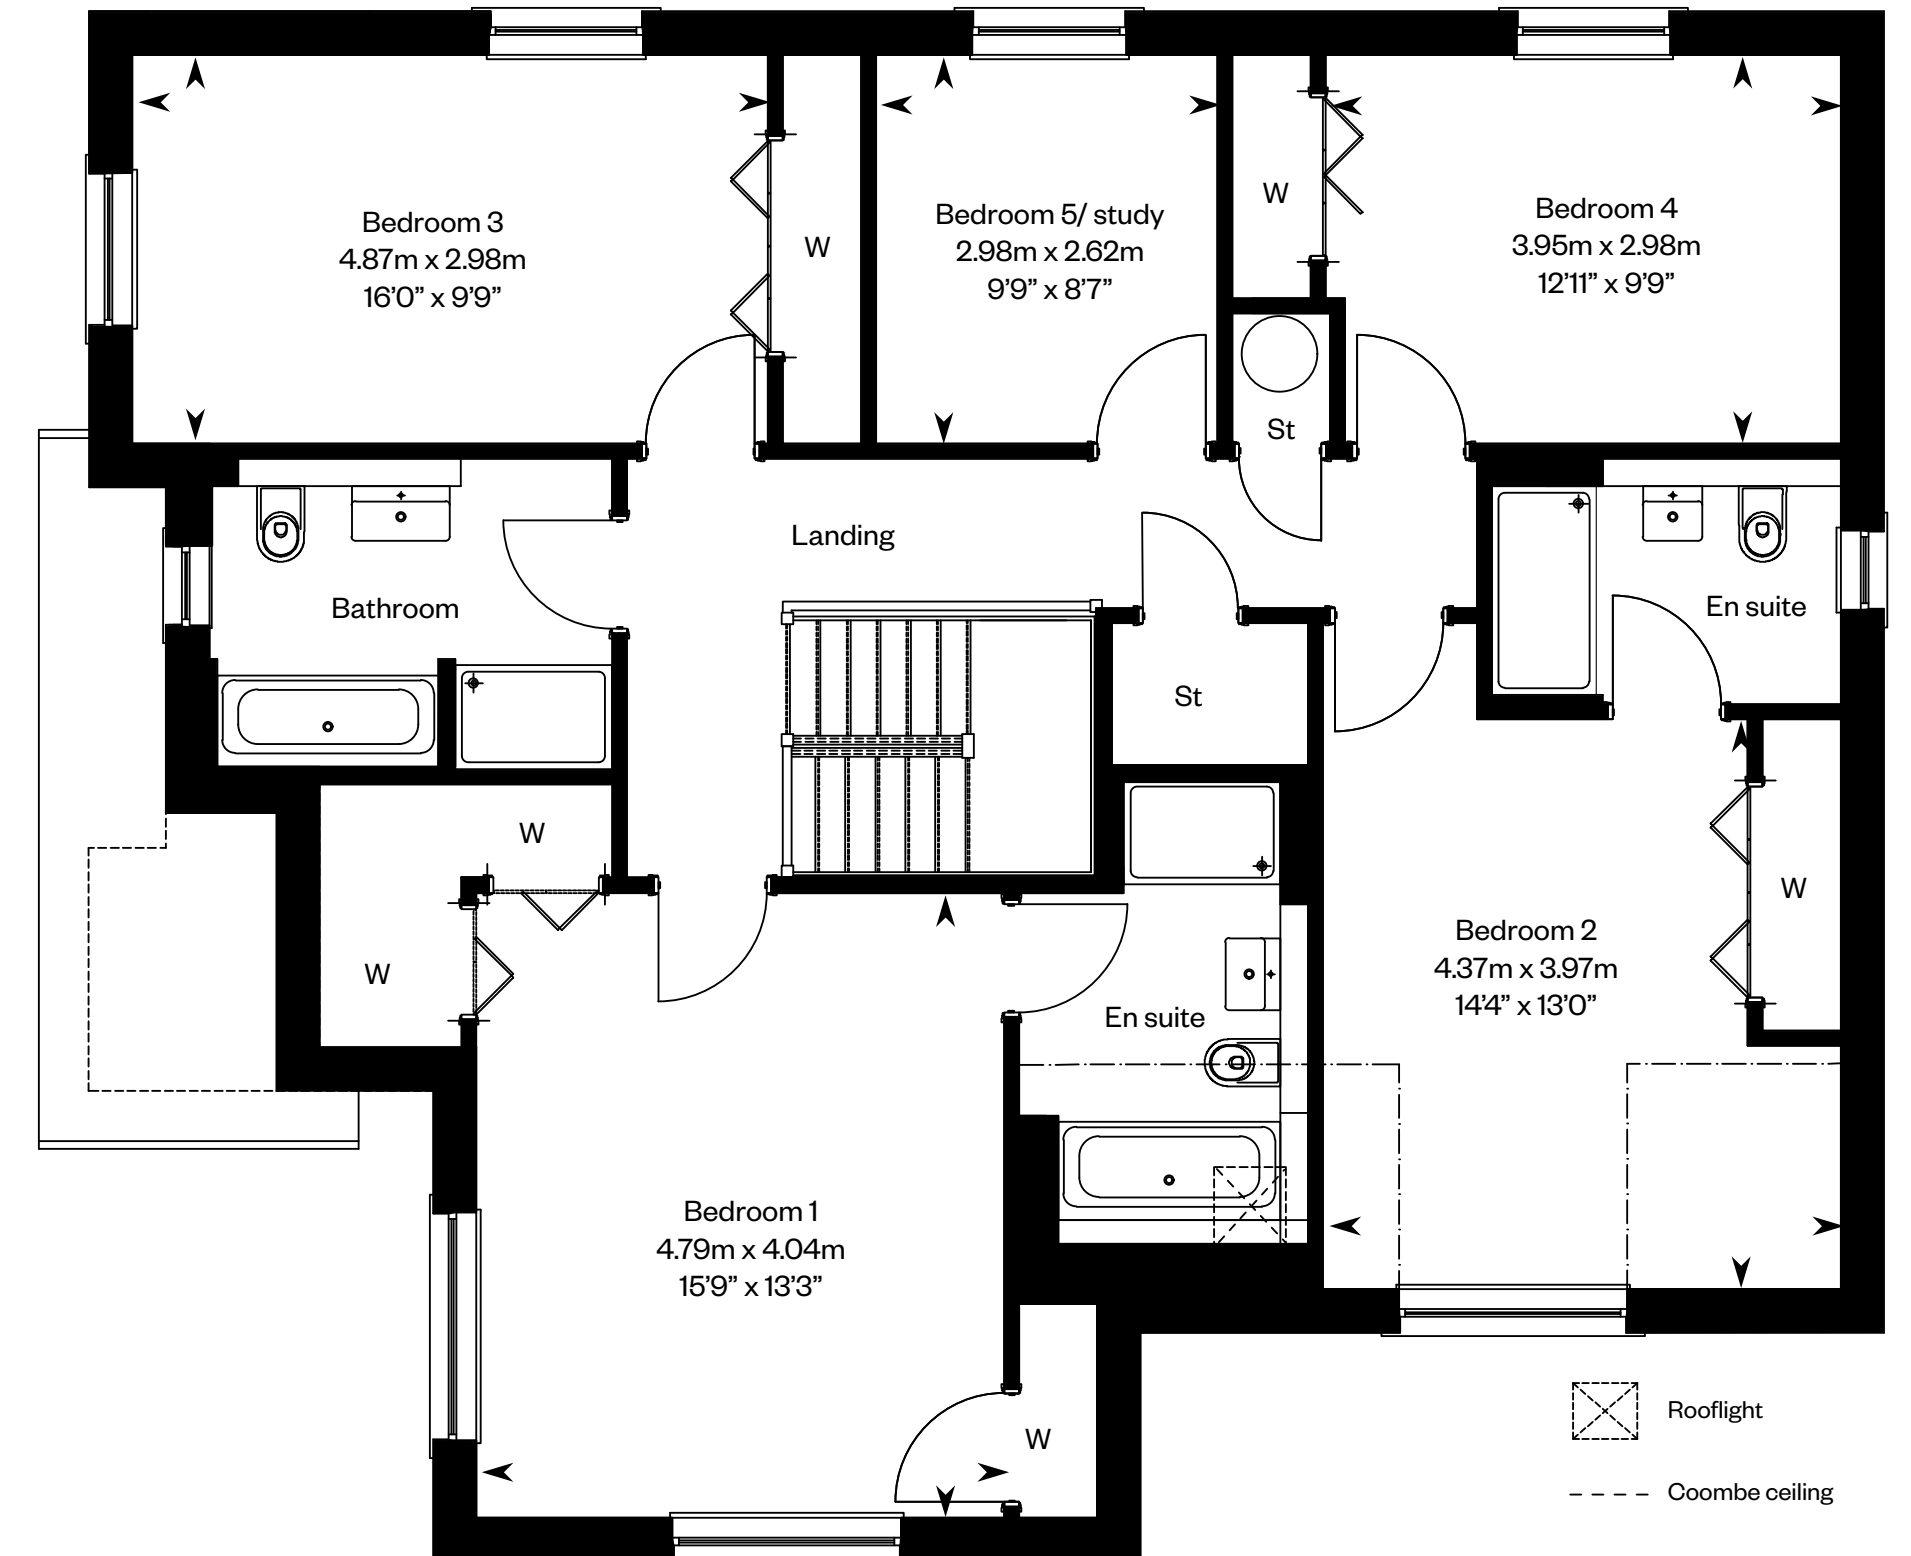 Bedroom 3
4.87m x 2.98m
16’0” x 9’9”
W
Bedroom 5/ study
2.98m x 2.62m
9’9” x 8’7”
W
Bedroom 4
3.95m x 2.98m
12’11” x 9’9”
St
Landing
Bathroom
En suite
St
W
W
W
Bedroom 2
4.37m x 3.97m
14’4” x 13’0”
En suite
Bedroom 1
4.79m x 4.04m
15’9” x 13’3”
W
Rooflight
Coombe ceiling